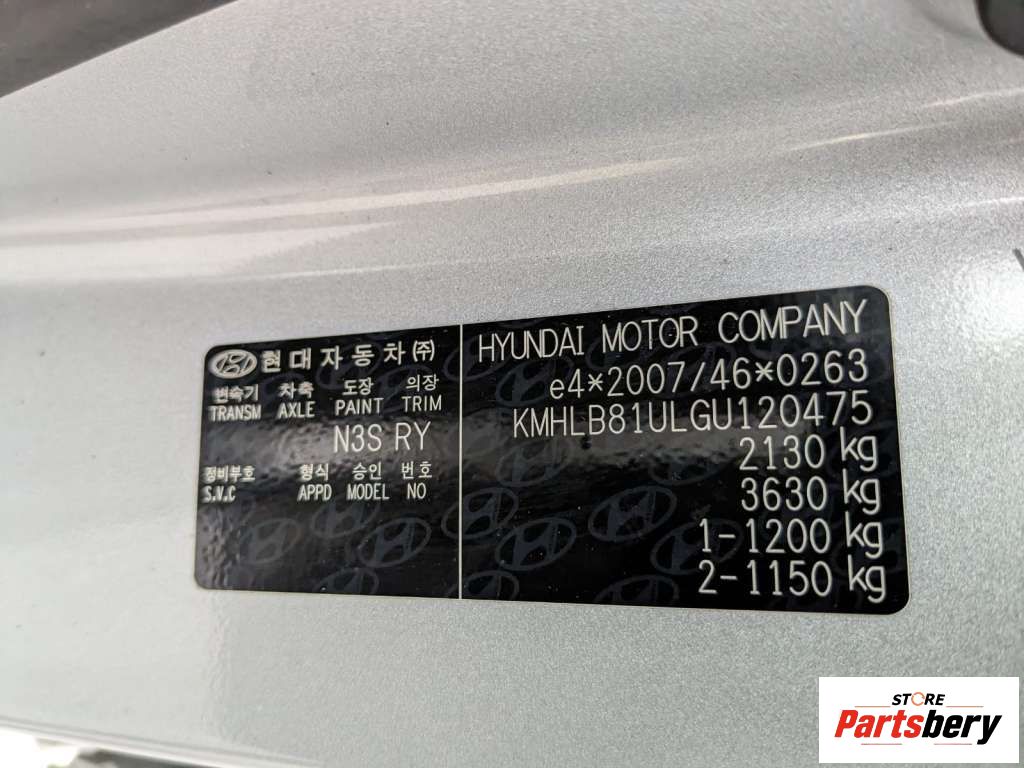 현대자동차(주)
변속기 차축 도장 의장
TRANSM AXLE PAINT TRIM
N3S RY
정비부호 형식 승인 번호
S.V.C APPD MODEL NO
HYUNDAI MOTOR COMPANY
e4*2007/46*0263
KMHLB81ULGU120475
2130 kg
3630 kg
1-1200 kg
2-1150 kg
STORE
Partsbery